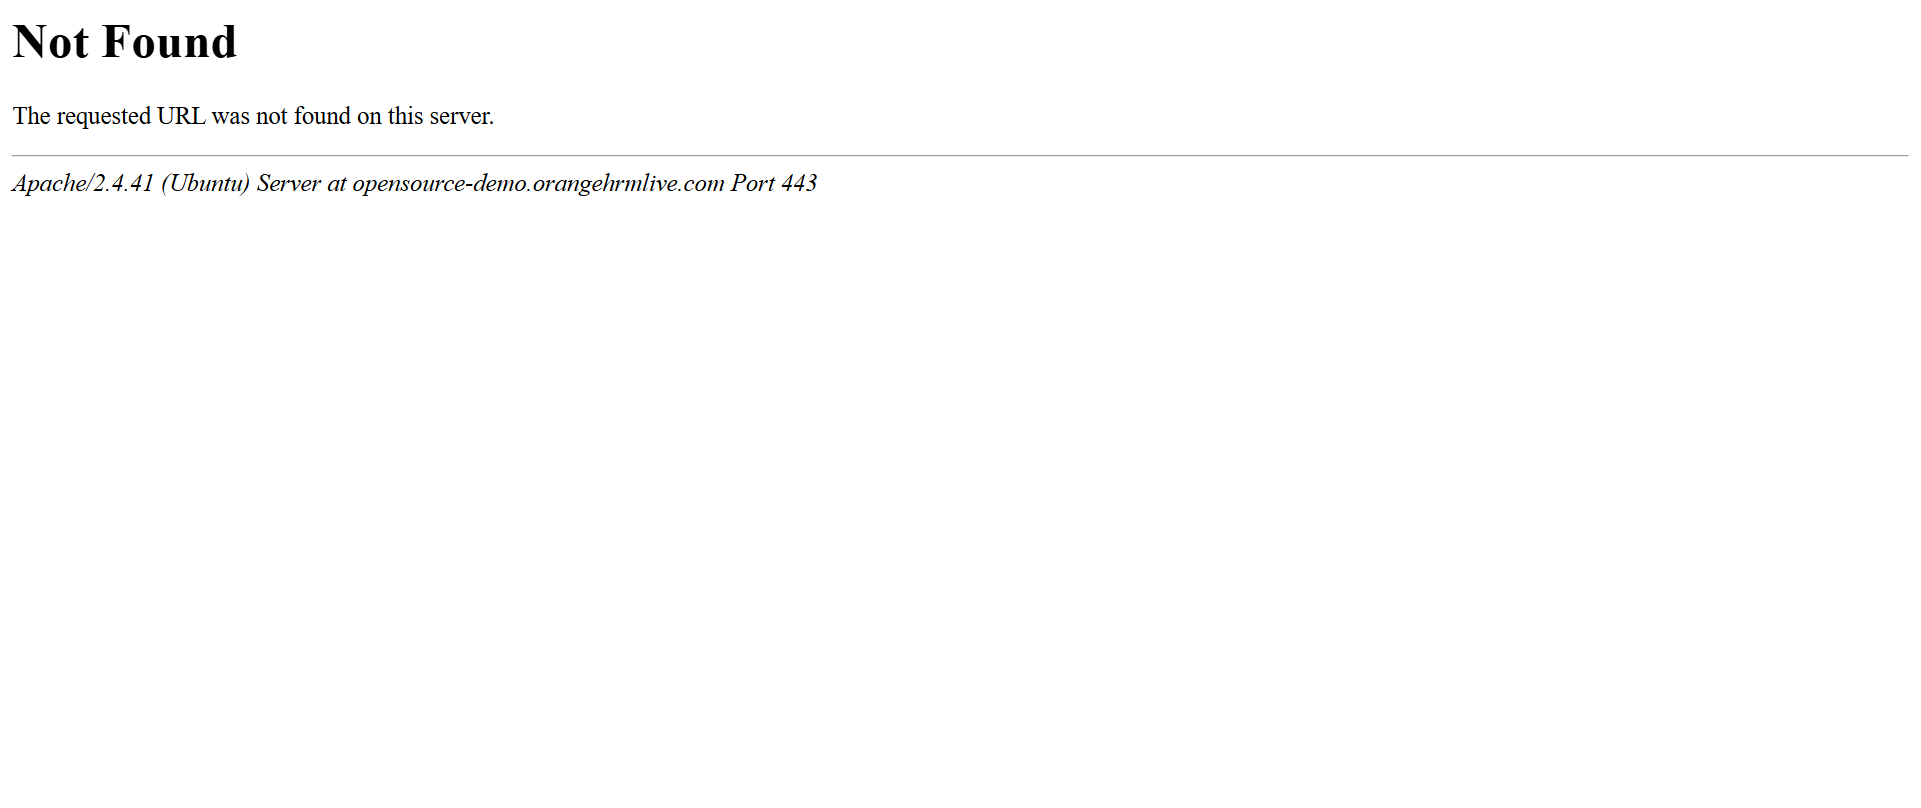 Not Found
The requested URL was not found on this server.
Apache/2.4.41 (Ubuntu) Server at opensource-demo.orangehrmlive.com Port 443